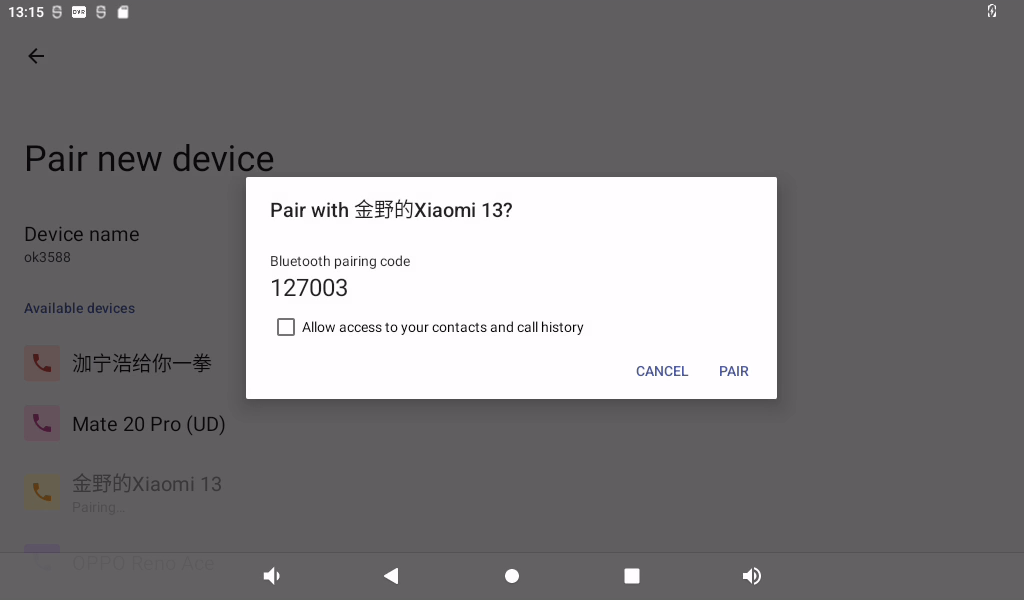 13:15
DVR
Pair new device
Device name
ok3588
Available devices
泇宁浩给你一拳
Mate 20 Pro (UD)
金野的Xiaomi 13
Pairing…
OPPO Reno Ace
Pair with 金野的Xiaomi 13?
Bluetooth pairing code
127003
Allow access to your contacts and call history
CANCEL
PAIR